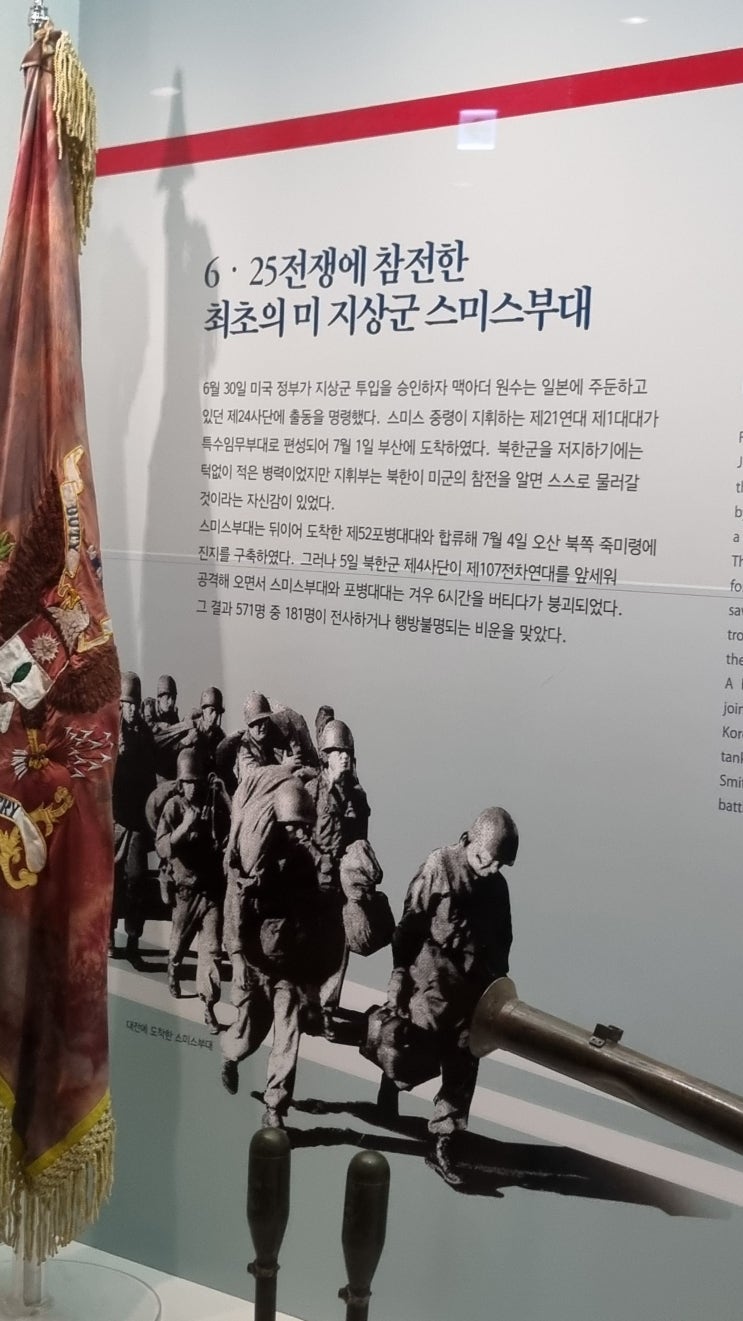 6 · 25전쟁에 참전한
최초의 미 지상군 스미스부대
6월 30일 미국 정부가 지상군 투입을 승인하자 맥아더 원수는 일본에 주둔하고
있던 제24사단에 출동을 명령했다. 스미스 중령이 지휘하는 제21연대 제1대대가
특수임무부대로 편성되어 7월 1일 부산에 도착하였다. 북한군을 저지하기에는
턱없이 적은 병력이었지만 지휘부는 북한이 미군의 참전을 알면 스스로 물러갈
것이라는 자신감이 있었다.
스미스부대는 뒤이어 도착한 제52포병대대와 합류해 7월 4일 오산 북쪽 죽미령에
진지를 구축하였다. 그러나 5일 북한군 제4사단이 제107전차연대를 앞세워
공격해 오면서 스미스부대와 포병대대는 겨우 6시간을 버티다가 붕괴되었다.
그 결과 571명 중 181명이 전사하거나 행방불명되는 비운을 맞았다.
대전에 도착한 스미스부대
DUTY
A